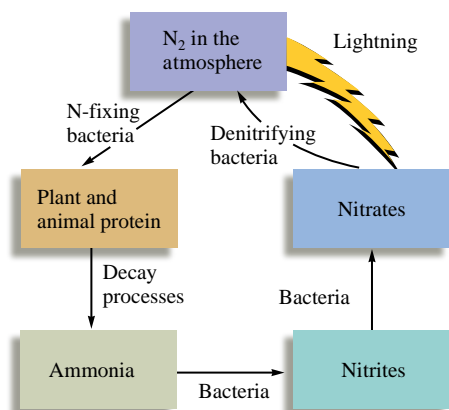 N₂ in the
atmosphere
Lightning
N-fixing
bacteria
Denitrifying
bacteria
Plant and
animal protein
Nitrates
Decay
processes
Bacteria
Ammonia
Bacteria
Nitrites